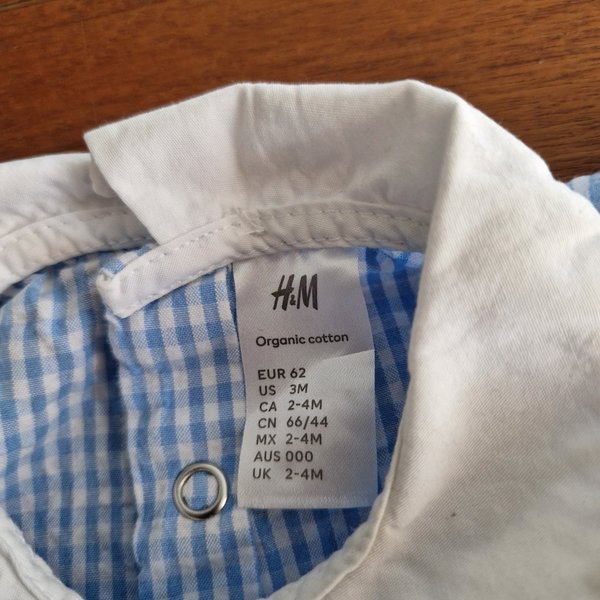 H&M
Organic cotton
EUR 62
US 3M
CA 2-4M
CN 66/44
MX 2-4M
AUS 000
UK 2-4M